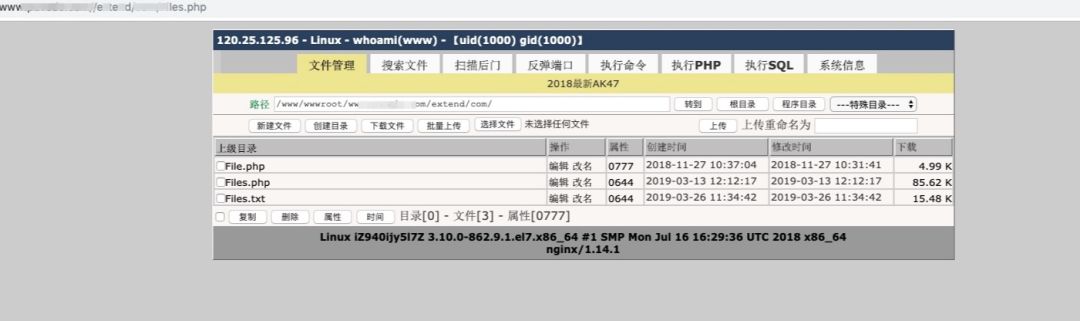 www. //extend/ /Files.php
120.25.125.96 - Linux - whoami(www) - 【uid(1000) gid(1000)】
文件管理 搜索文件 扫描后门 反弹端口 执行命令 执行PHP 执行SQL 系统信息
2018最新AK47
路径 /www/wwwroot/ww om/extend/com/ 转到 根目录 程序目录 ---特殊目录---
新建文件 创建目录 下载文件 批量上传 选择文件 未选择任何文件 上传 上传重命名为
上级目录 操作 属性 创建时间 修改时间 下载
File.php 编辑 改名 0777 2018-11-27 10:37:04 2018-11-27 10:31:41 4.99 K
Files.php 编辑 改名 0644 2019-03-13 12:12:17 2019-03-13 12:12:17 85.62 K
Files.txt 编辑 改名 0644 2019-03-26 11:34:42 2019-03-26 11:34:42 15.48 K
复制 删除 属性 时间 目录[0] - 文件[3] - 属性[0777]
Linux iZ940ijy5l7Z 3.10.0-862.9.1.el7.x86_64 #1 SMP Mon Jul 16 16:29:36 UTC 2018 x86_64
nginx/1.14.1